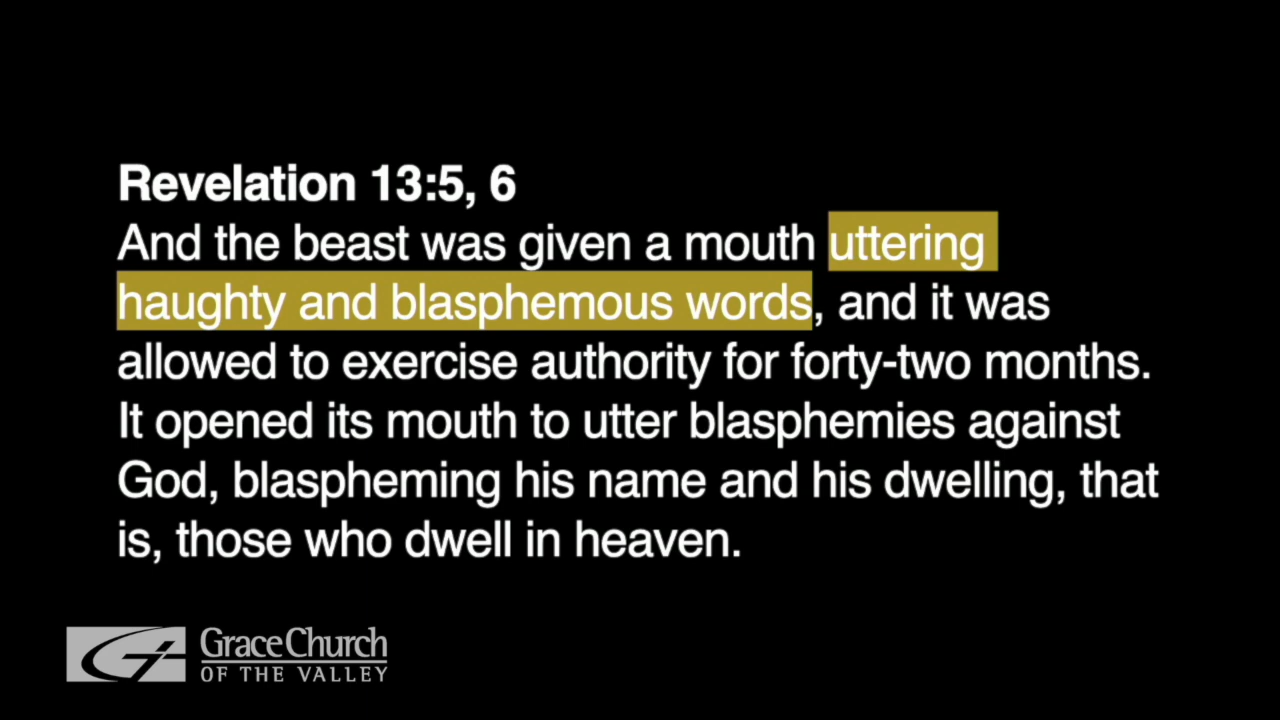 Revelation 13:5, 6
And the beast was given a mouth uttering
haughty and blasphemous words, and it was
allowed to exercise authority for forty-two months.
It opened its mouth to utter blasphemies against
God, blaspheming his name and his dwelling, that
is, those who dwell in heaven.
Grace Church
OF THE VALLEY